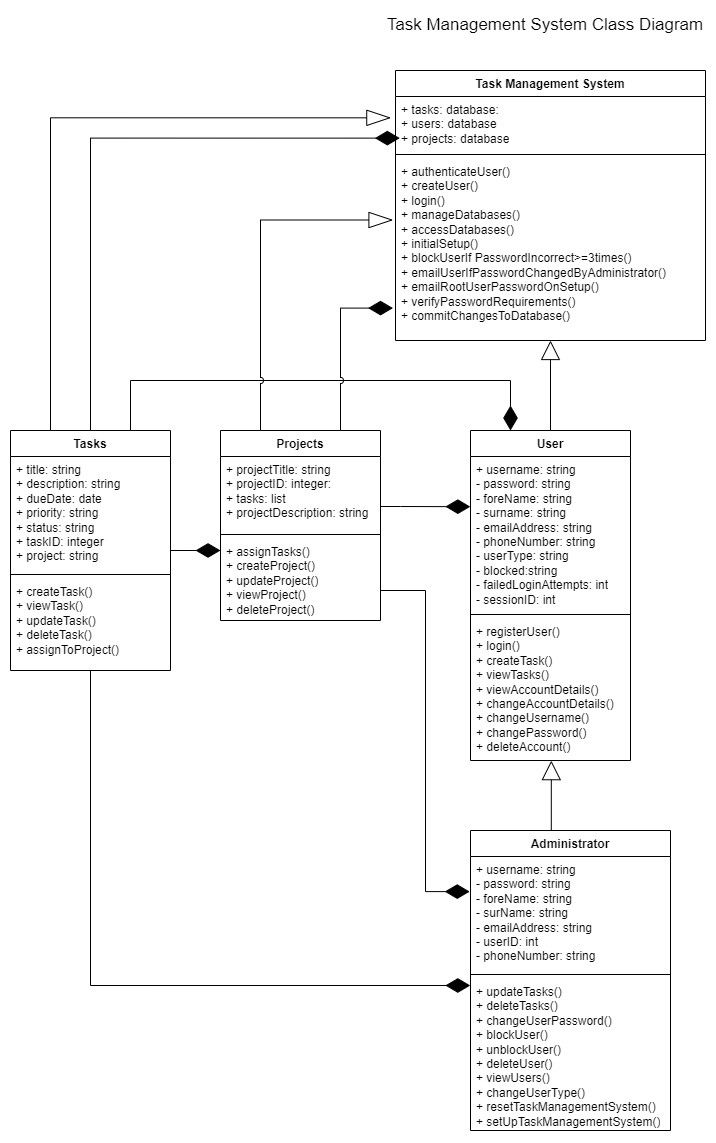 Task Management System Class Diagram
Task Management System
+ tasks: database:
+ users: database
+ projects: database
+ authenticateUser()
+ createUser()
+ login()
+ manageDatabases()
+ accessDatabases()
+ initialSetup()
+ blockUserIf PasswordIncorrect>=3times()
+ emailUserIfPasswordChangedByAdministrator()
+ emailRootUserPasswordOnSetup()
+ verifyPasswordRequirements()
+ commitChangesToDatabase()
Tasks
+ title: string
+ description: string
+ dueDate: date
+ priority: string
+ status: string
+ taskID: integer
+ project: string
+ createTask()
+ viewTask()
+ updateTask()
+ deleteTask()
+ assignToProject()
Projects
+ projectTitle: string
+ projectID: integer:
+ tasks: list
+ projectDescription: string
+ assignTasks()
+ createProject()
+ updateProject()
+ viewProject()
+ deleteProject()
User
+ username: string
- password: string
- foreName: string
- surname: string
- emailAddress: string
- phoneNumber: string
- userType: string
- blocked:string
- failedLoginAttempts: int
- sessionID: int
+ registerUser()
+ login()
+ createTask()
+ viewTasks()
+ viewAccountDetails()
+ changeAccountDetails()
+ changeUsername()
+ changePassword()
+ deleteAccount()
Administrator
+ username: string
- password: string
- foreName: string
- surName: string
- emailAddress: string
- userID: int
- phoneNumber: string
+ updateTasks()
+ deleteTasks()
+ changeUserPassword()
+ blockUser()
+ unblockUser()
+ deleteUser()
+ viewUsers()
+ changeUserType()
+ resetTaskManagementSystem()
+ setUpTaskManagementSystem()